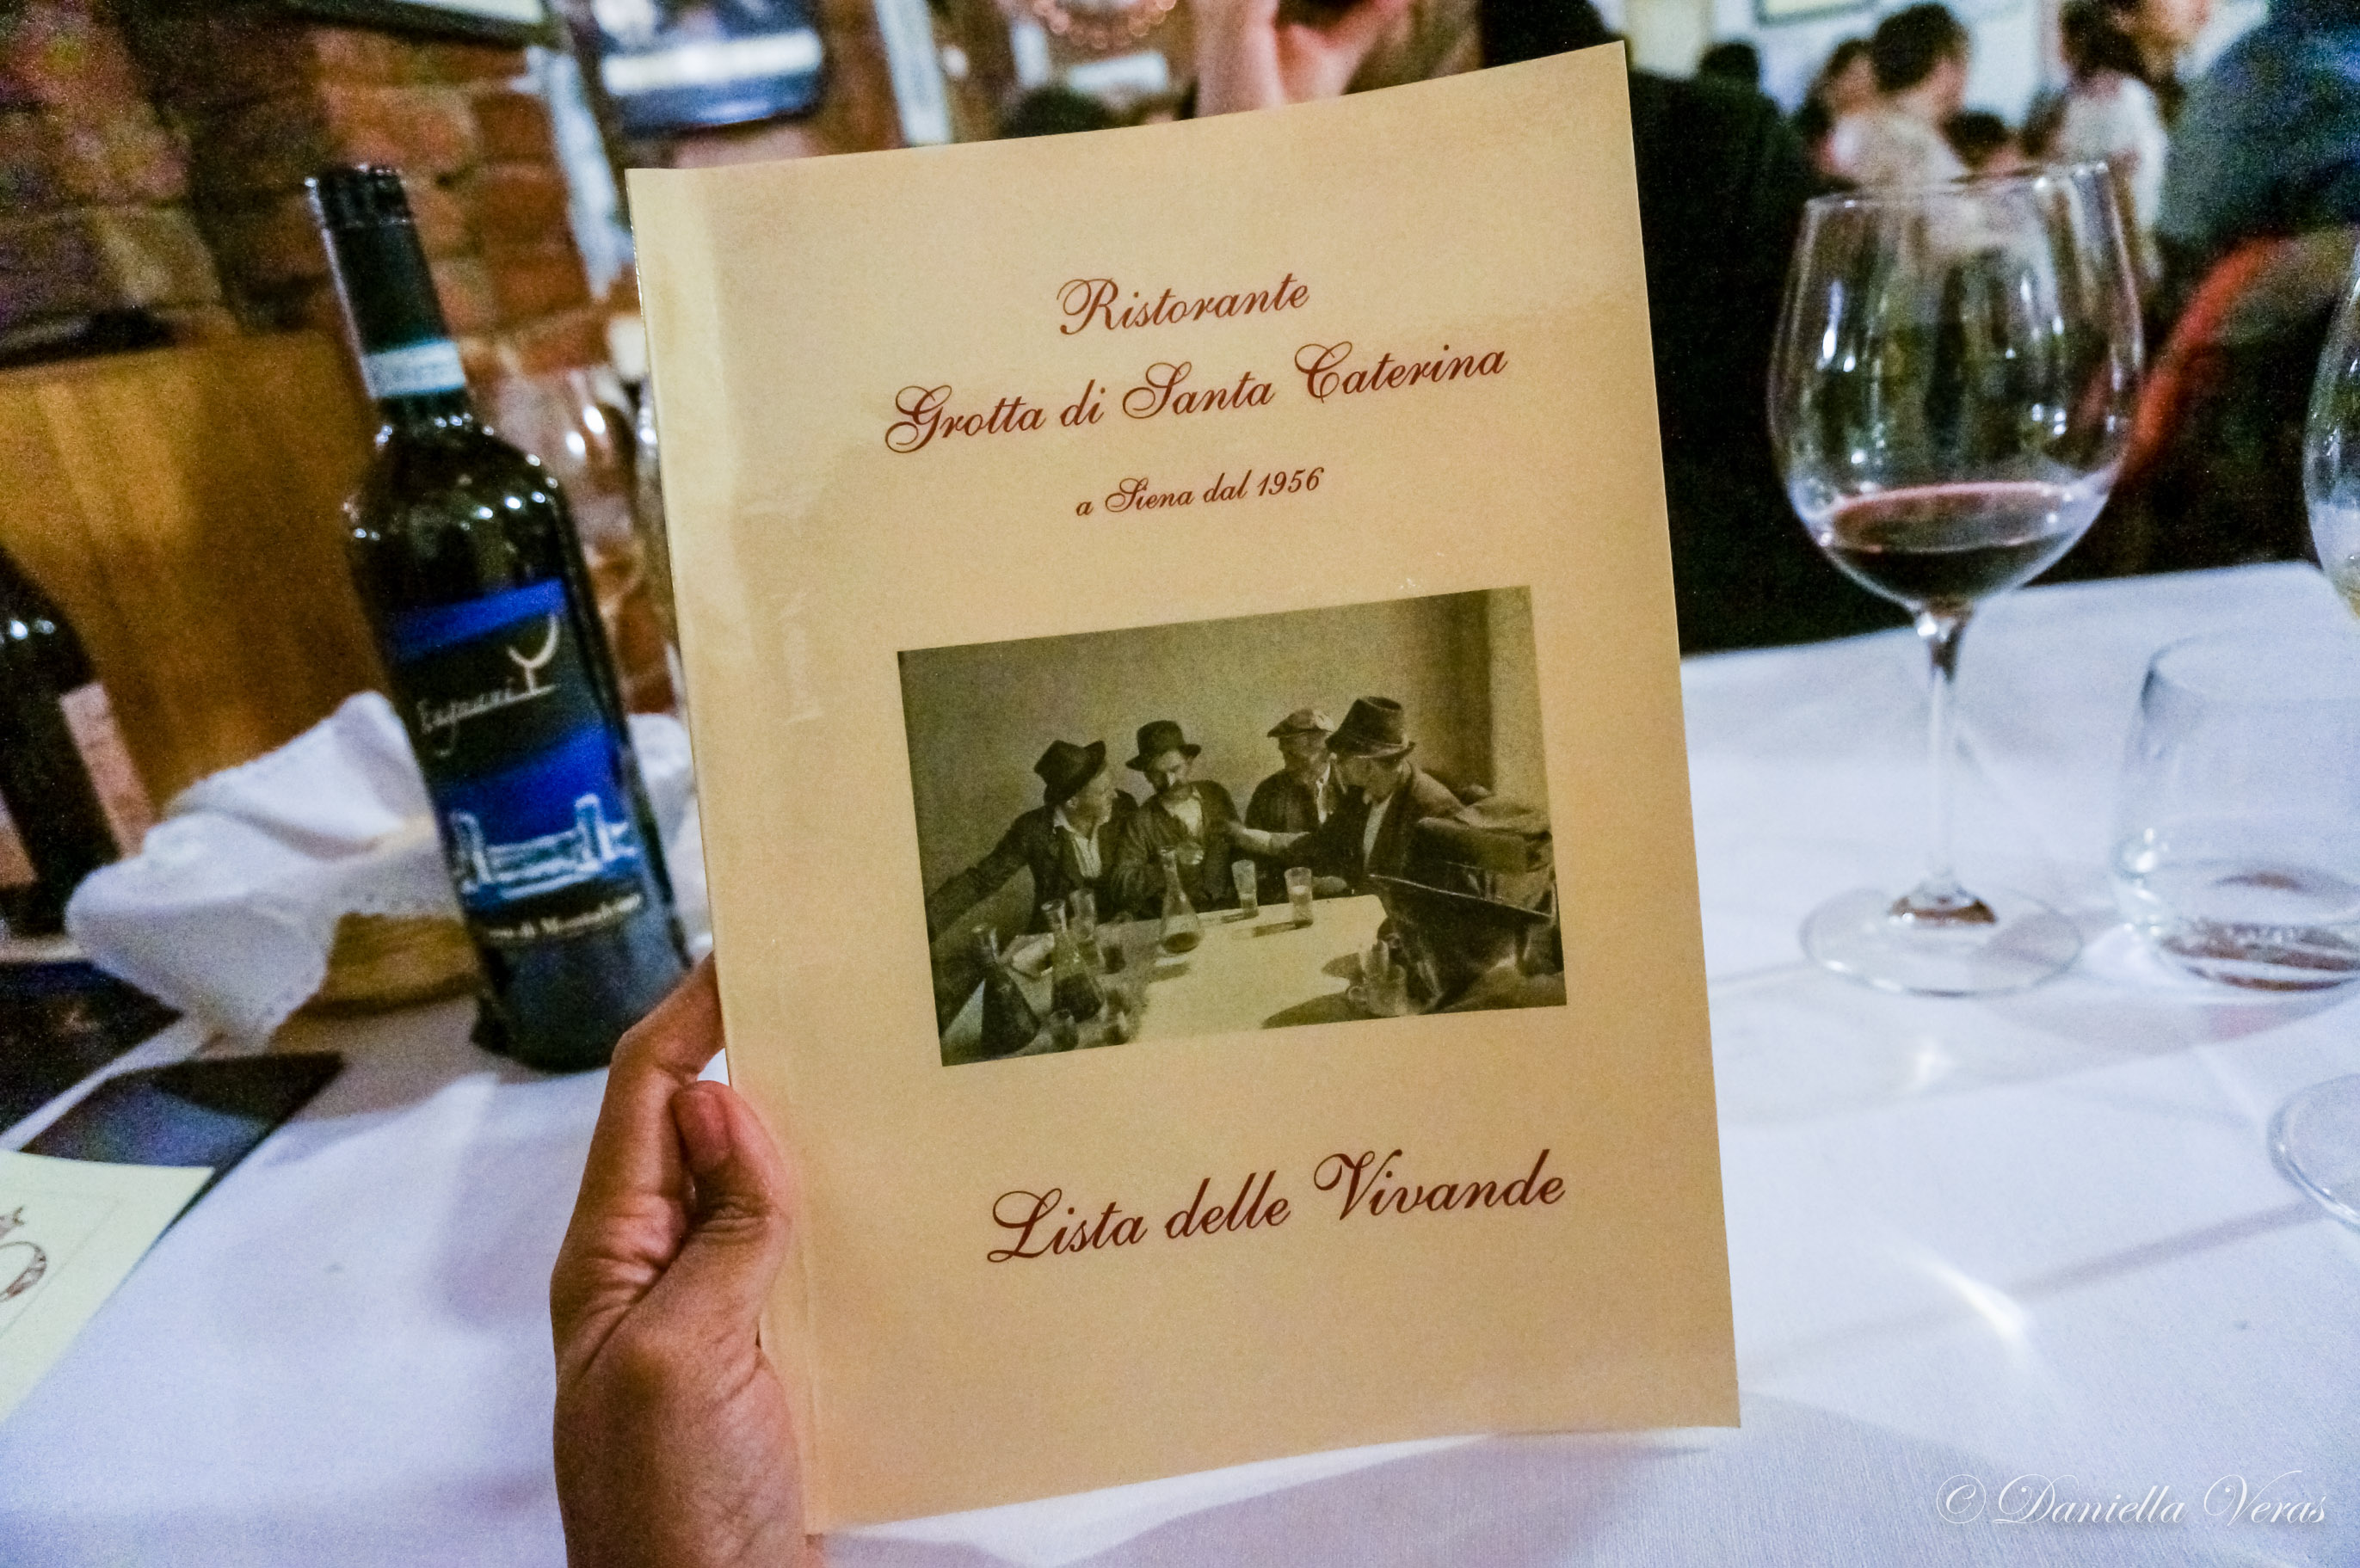 Ristorante
Grotta di Santa Caterina
a Siena dal 1956
Lista delle Vivande
© Daniella Veras